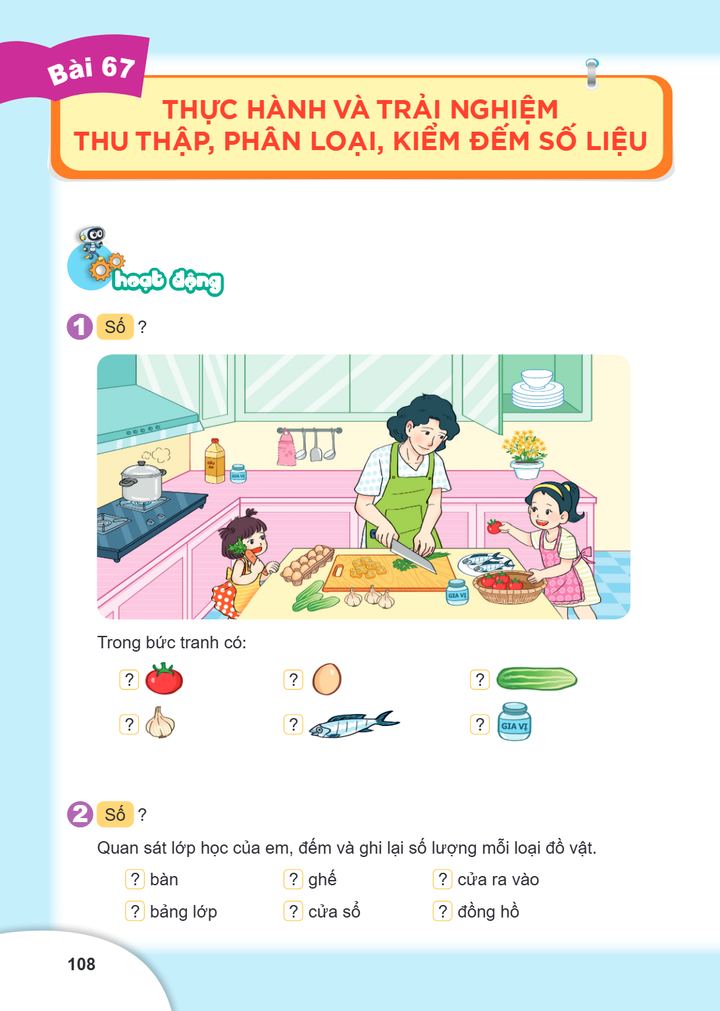 Bài 67
THỰC HÀNH VÀ TRẢI NGHIỆM
THU THẬP, PHÂN LOẠI, KIỂM ĐẾM SỐ LIỆU
hoạt động
1 Số ?
GIA VỊ
GIA VỊ
Trong bức tranh có:
? ? ?
? ? ? GIA VỊ
2 Số ?
Quan sát lớp học của em, đếm và ghi lại số lượng mỗi loại đồ vật.
? bàn ? ghế ? cửa ra vào
? bảng lớp ? cửa sổ ? đồng hồ
108